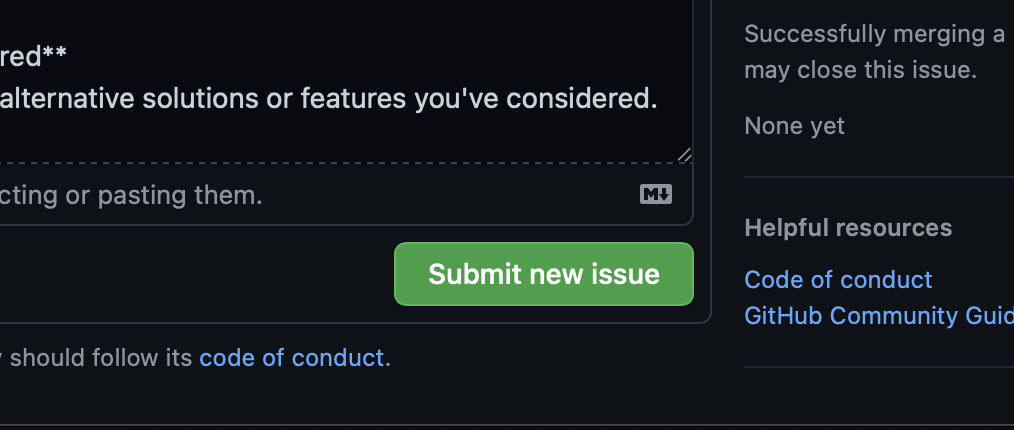 red**
alternative solutions or features you've considered.
cting or pasting them.
M
Submit new issue
should follow its code of conduct.
Successfully merging a
may close this issue.
None yet
Helpful resources
Code of conduct
GitHub Community Guid